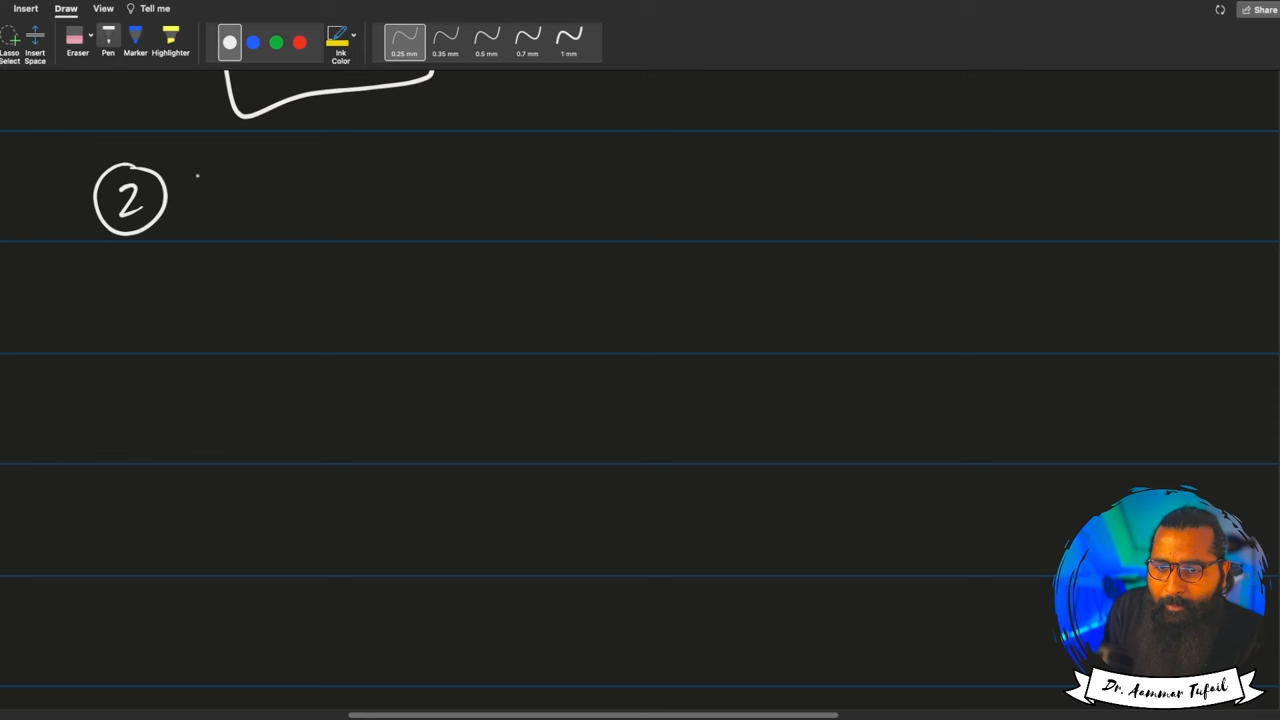 Insert Draw View Tell me
Share
Lasso Select
Insert Space
Eraser
Pen
Marker
Highlighter
Ink Color
0.25 mm
0.35 mm
0.5 mm
0.7 mm
1 mm
2
Dr. Aammar Tufail